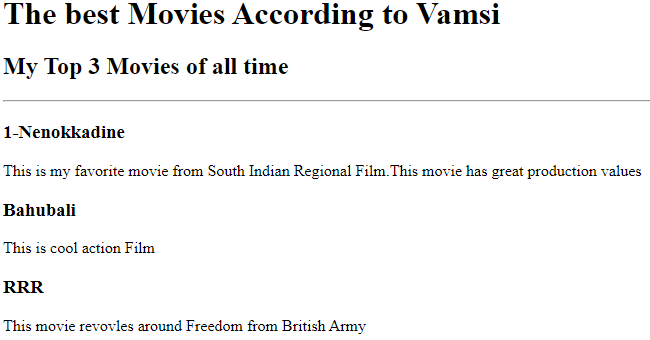 The best Movies According to Vamsi
My Top 3 Movies of all time
1-Nenokkadine
This is my favorite movie from South Indian Regional Film.This movie has great production values
Bahubali
This is cool action Film
RRR
This movie revovles around Freedom from British Army